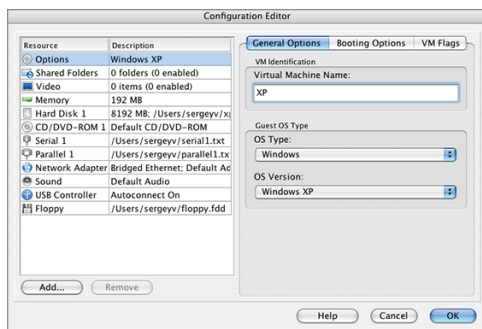 Configuration Editor
Resource Description
Options Windows XP
Shared Folders 0 folders (0 enabled)
Video 0 items (0 enabled)
Memory 192 MB
Hard Disk 1 8192 MB; /Users/sergeyv/xp
CD/DVD-ROM 1 Default CD/DVD-ROM
Serial 1 /Users/sergeyv/serial1.txt
Parallel 1 /Users/sergeyv/parallel1.tx
Network Adapter Bridged Ethernet; Default Ad
Sound Default Audio
USB Controller Autoconnect On
Floppy /Users/sergeyv/floppy.fdd
Add... Remove
General Options Booting Options VM Flags
VM Identification
Virtual Machine Name:
XP
Guest OS Type
OS Type:
Windows
OS Version:
Windows XP
Help Cancel OK